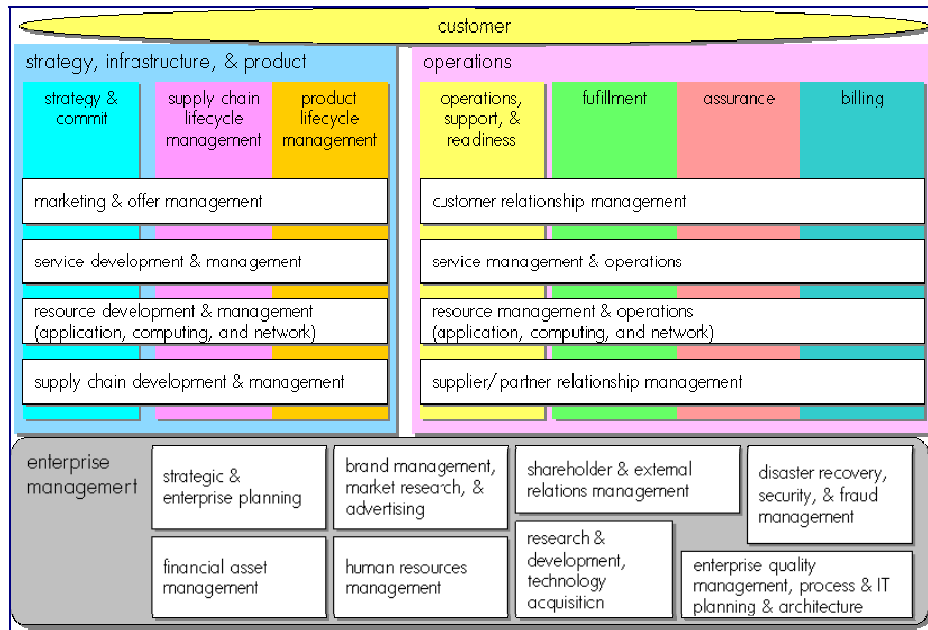 customer
strategy, infrastructure, & product
strategy &
commit
supply chain
lifecycle
management
product
lifecycle
management
marketing & offer management
service development & management
resource development & management
(application, computing, and network)
supply chain development & management
operations
operations,
support, &
readiness
fufillment
assurance
billing
customer relationship management
service management & operations
resource management & operations
(application, computing, and network)
supplier/partner relationship management
enterprise
management
strategic &
enterprise planning
brand management,
market research, &
advertising
shareholder & external
relations management
disaster recovery,
security, & fraud
management
financial asset
management
human resources
management
research &
development,
technology
acquisition
enterprise quality
management, process & IT
planning & architecture